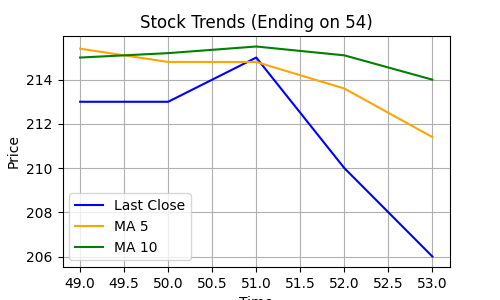 Stock Trends (Ending on 54)
Price
214
212
210
208
206
Last Close
MA 5
MA 10
49.0 49.5 50.0 50.5 51.0 51.5 52.0 52.5 53.0
Time